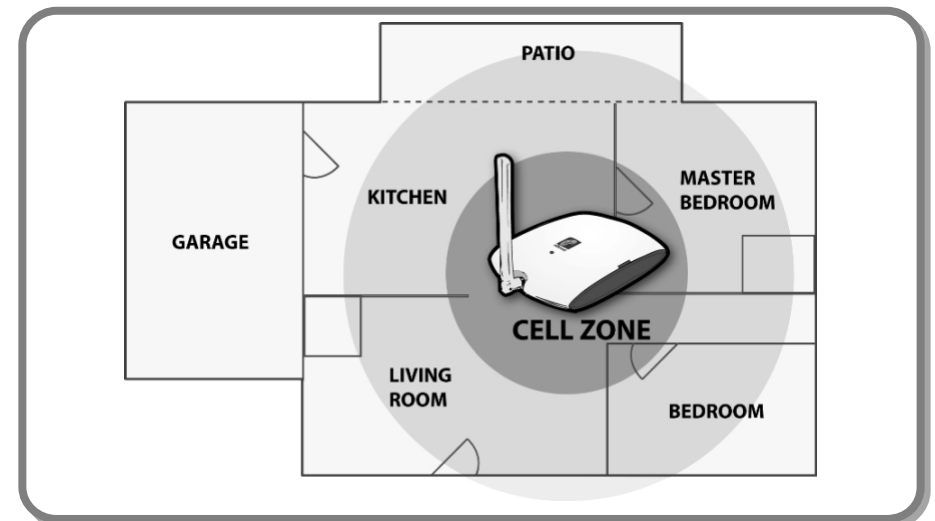 PATIO
KITCHEN
MASTER
BEDROOM
GARAGE
CELL ZONE
LIVING
ROOM
BEDROOM